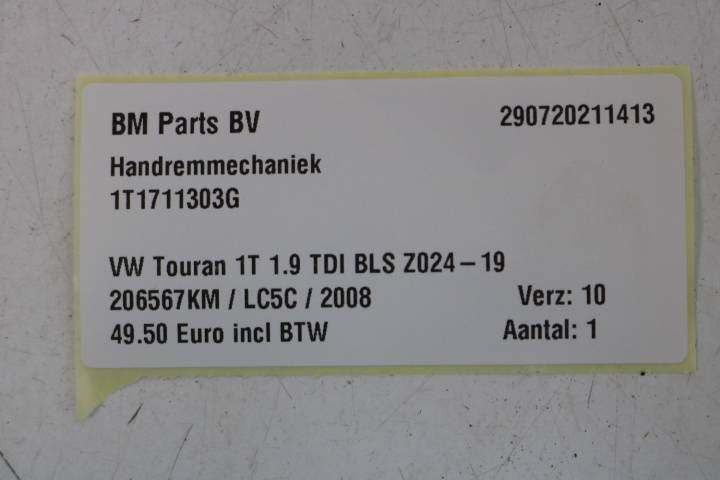 BM Parts BV 290720211413
Handremmechaniek
1T1711303G
VW Touran 1T 1.9 TDI BLS Z024-19
206567KM / LC5C / 2008 Verz: 10
49.50 Euro incl BTW Aantal: 1